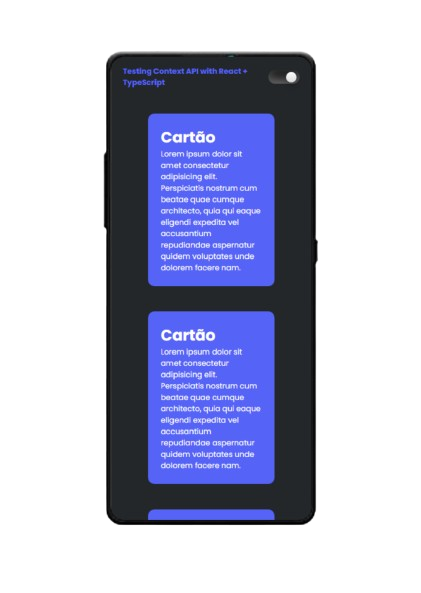 Testing Context API with React +
TypeScript
Cartão
Lorem ipsum dolor sit
amet consectetur
adipisicing elit.
Perspiciatis nostrum cum
beatae quae cumque
architecto, quia qui eaque
eligendi expedita vel
accusantium
repudiandae aspernatur
quidem voluptates unde
dolorem facere nam.
Cartão
Lorem ipsum dolor sit
amet consectetur
adipisicing elit.
Perspiciatis nostrum cum
beatae quae cumque
architecto, quia qui eaque
eligendi expedita vel
accusantium
repudiandae aspernatur
quidem voluptates unde
dolorem facere nam.